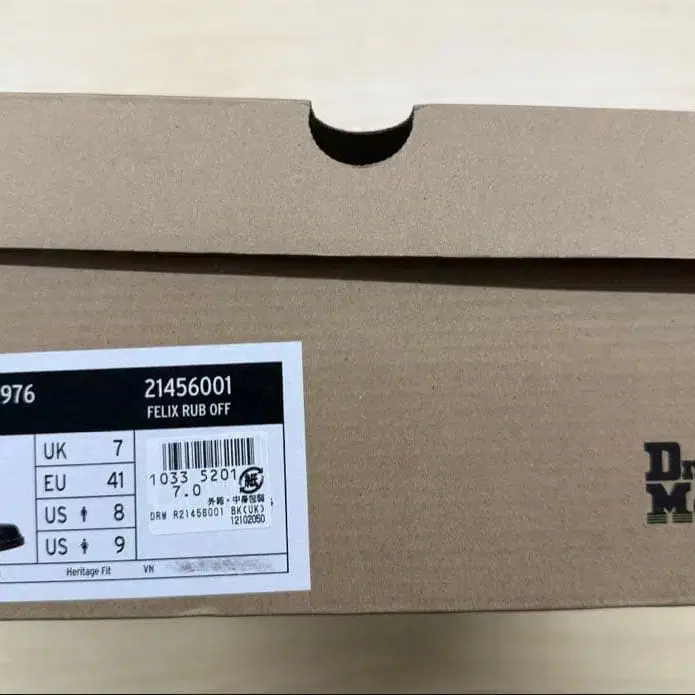 976
21456001
FELIX RUB OFF
UK 7
EU 41
US 8
US 9
1033 5201
7.0
紙
外箱・中身包装
DRM R21456001 BK(UK)
12102050
Heritage Fit
VN
D
M